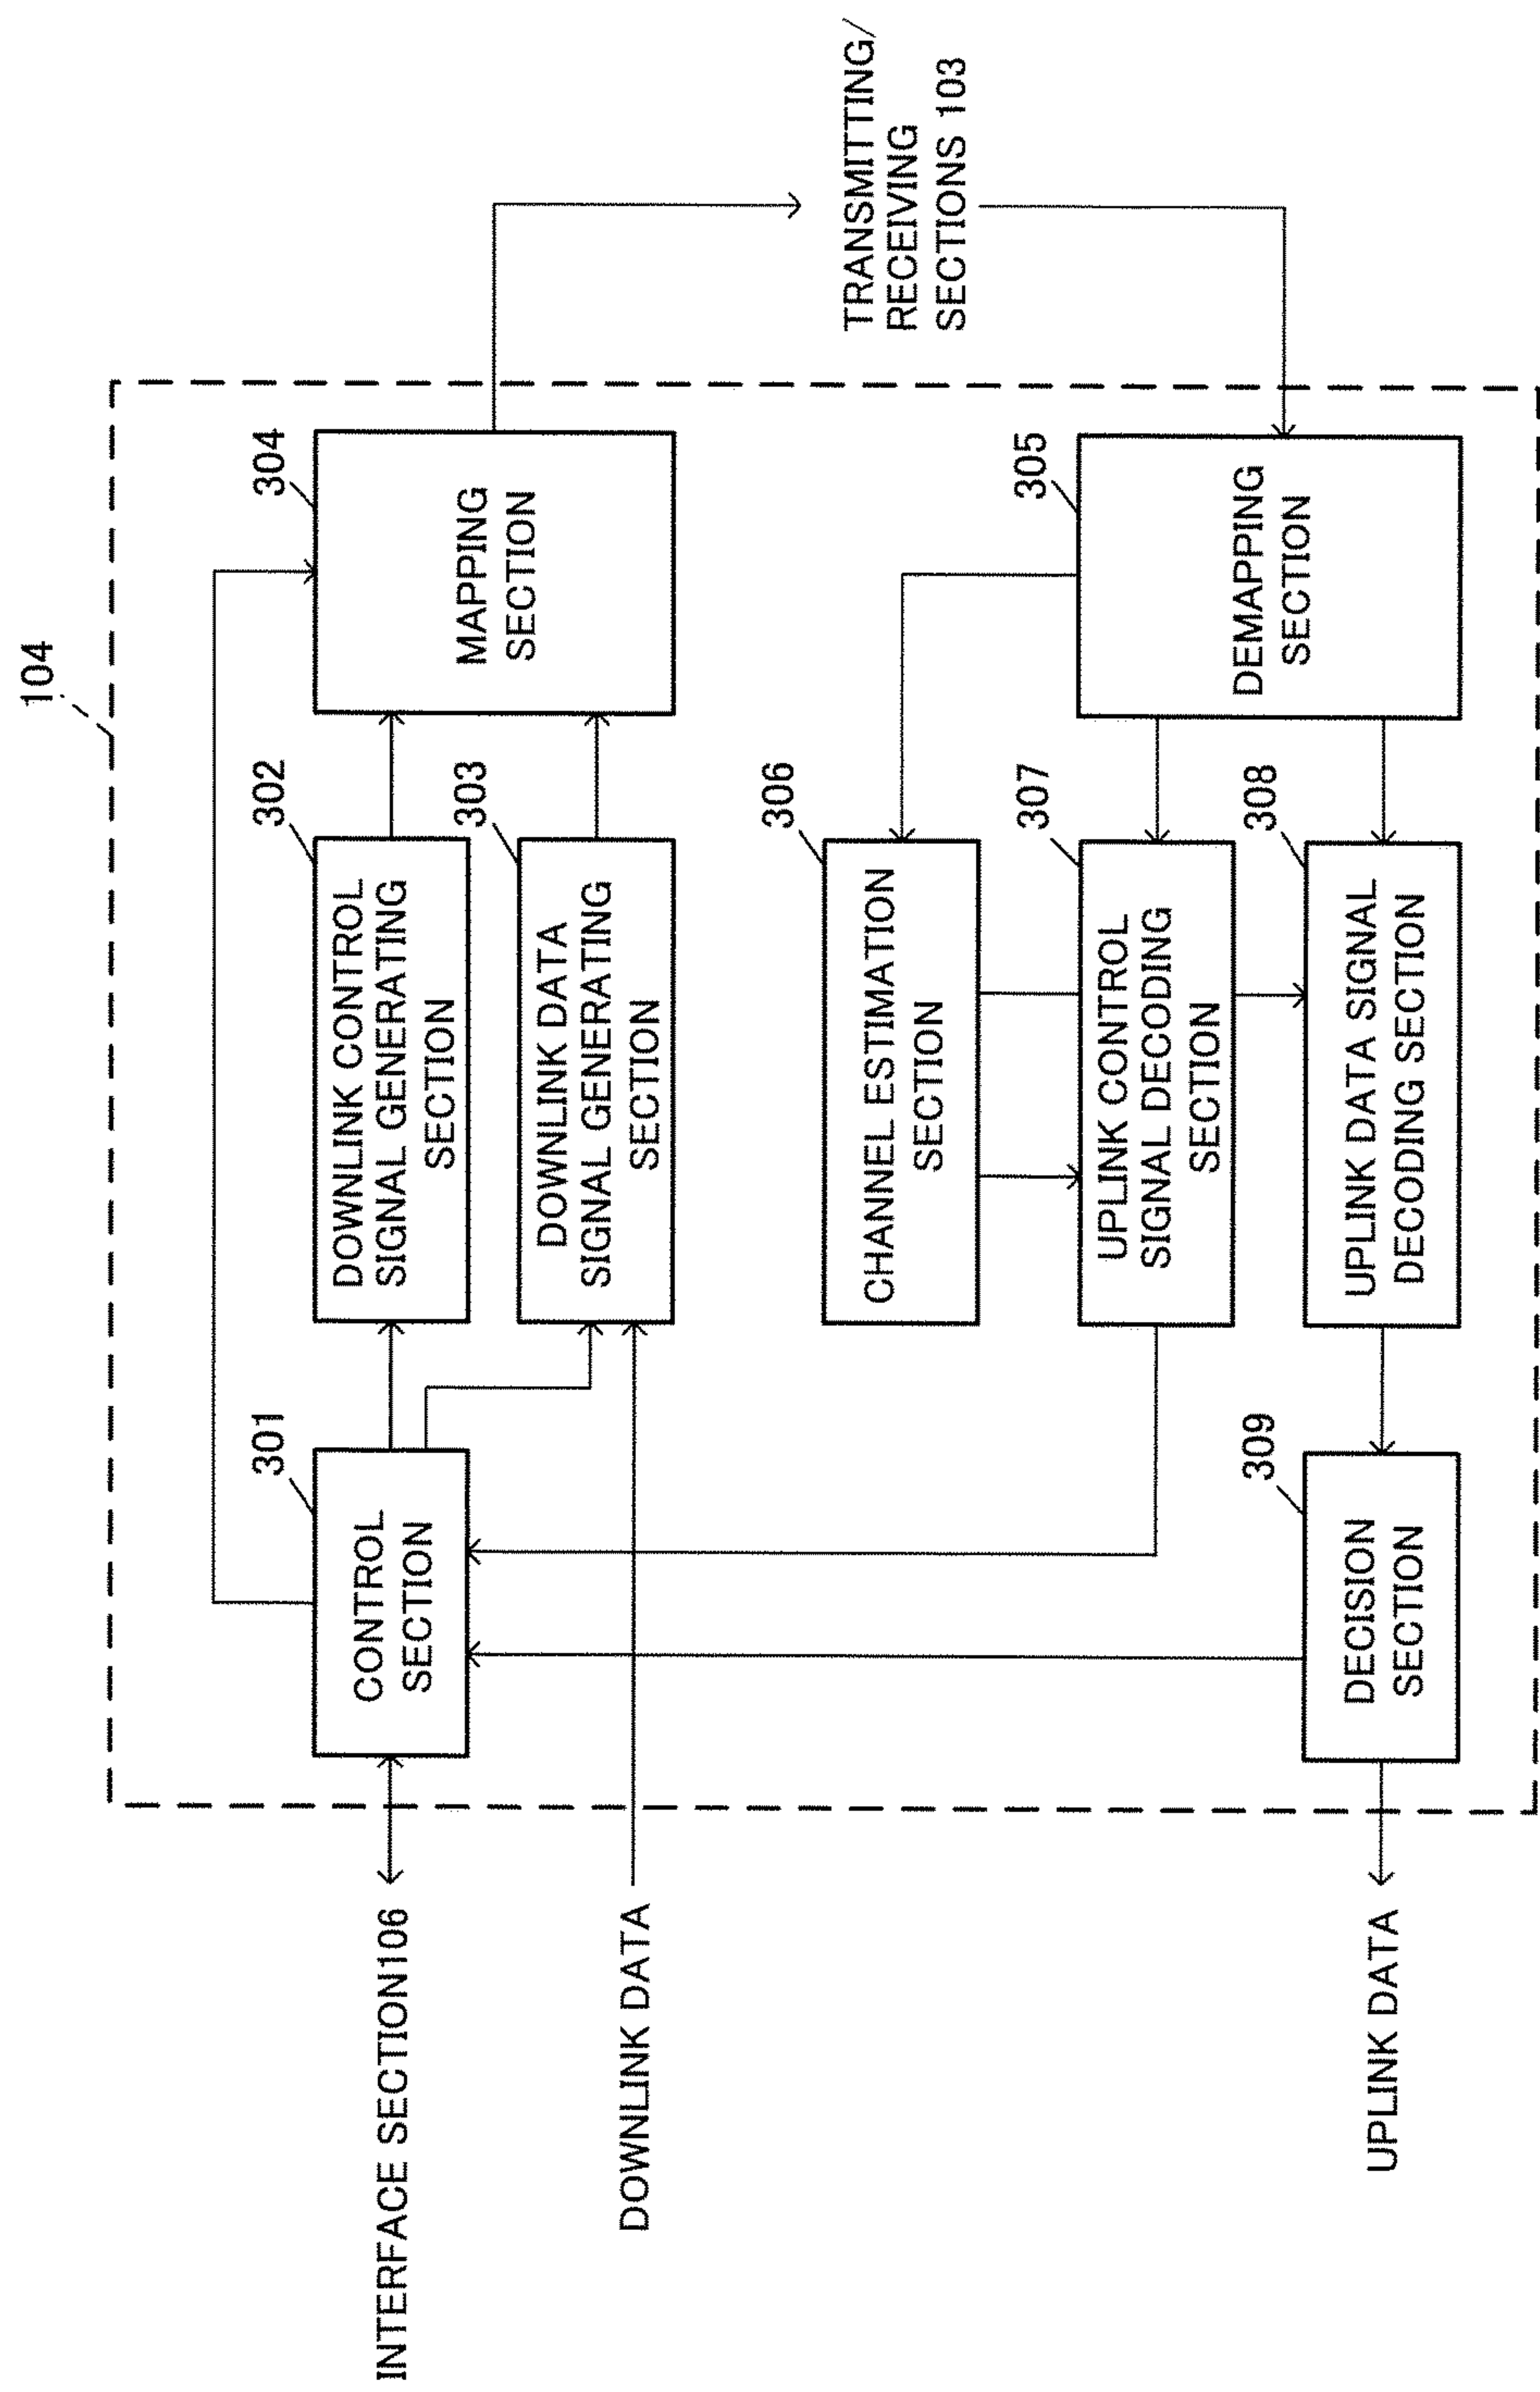 104
301
CONTROL
SECTION
302
DOWNLINK CONTROL
SIGNAL GENERATING
SECTION
304
MAPPING
SECTION
303
DOWNLINK DATA
SIGNAL GENERATING
SECTION
INTERFACE SECTION106
DOWNLINK DATA
TRANSMITTING/
RECEIVING
SECTIONS 103
306
CHANNEL ESTIMATION
SECTION
305
DEMAPPING
SECTION
307
UPLINK CONTROL
SIGNAL DECODING
SECTION
309
DECISION
SECTION
308
UPLINK DATA SIGNAL
DECODING SECTION
UPLINK DATA